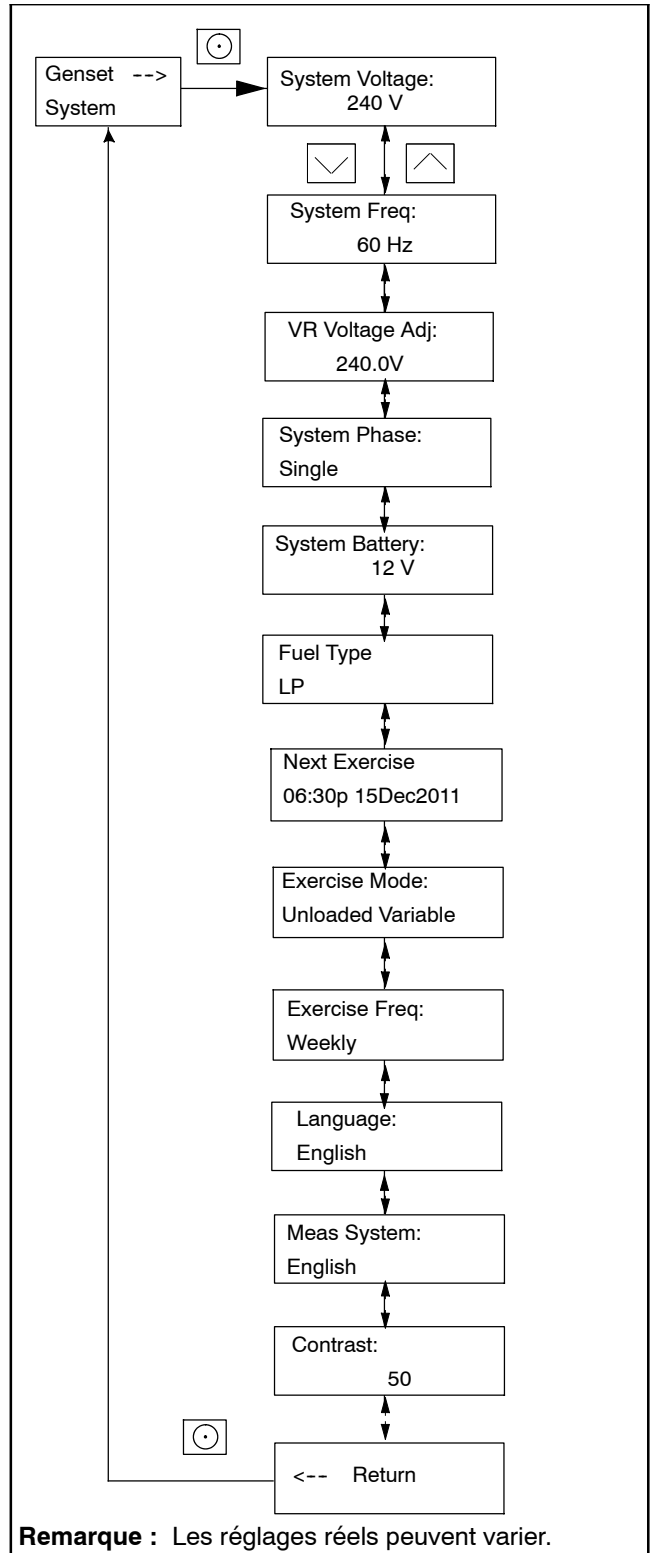 Genset -->
System
System Voltage:
240 V
System Freq:
60 Hz
VR Voltage Adj:
240.0V
System Phase:
Single
System Battery:
12 V
Fuel Type
LP
Next Exercise
06:30p 15Dec2011
Exercise Mode:
Unloaded Variable
Exercise Freq:
Weekly
Language:
English
Meas System:
English
Contrast:
50
<-- Return
Remarque : Les réglages réels peuvent varier.